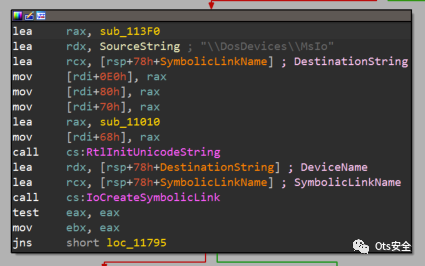 lea rax, sub_113F0
lea rdx, SourceString ; "\\DosDevices\\MsIo"
lea rcx, [rsp+78h+SymbolicLinkName] ; DestinationString
mov [rdi+0E0h], rax
mov [rdi+80h], rax
mov [rdi+70h], rax
lea rax, sub_11010
mov [rdi+68h], rax
call cs:RtlInitUnicodeString
lea rdx, [rsp+78h+DestinationString] ; DeviceName
lea rcx, [rsp+78h+SymbolicLinkName] ; SymbolicLinkName
call cs:IoCreateSymbolicLink
test eax, eax
mov ebx, eax
jns short loc_11795
Ots安全